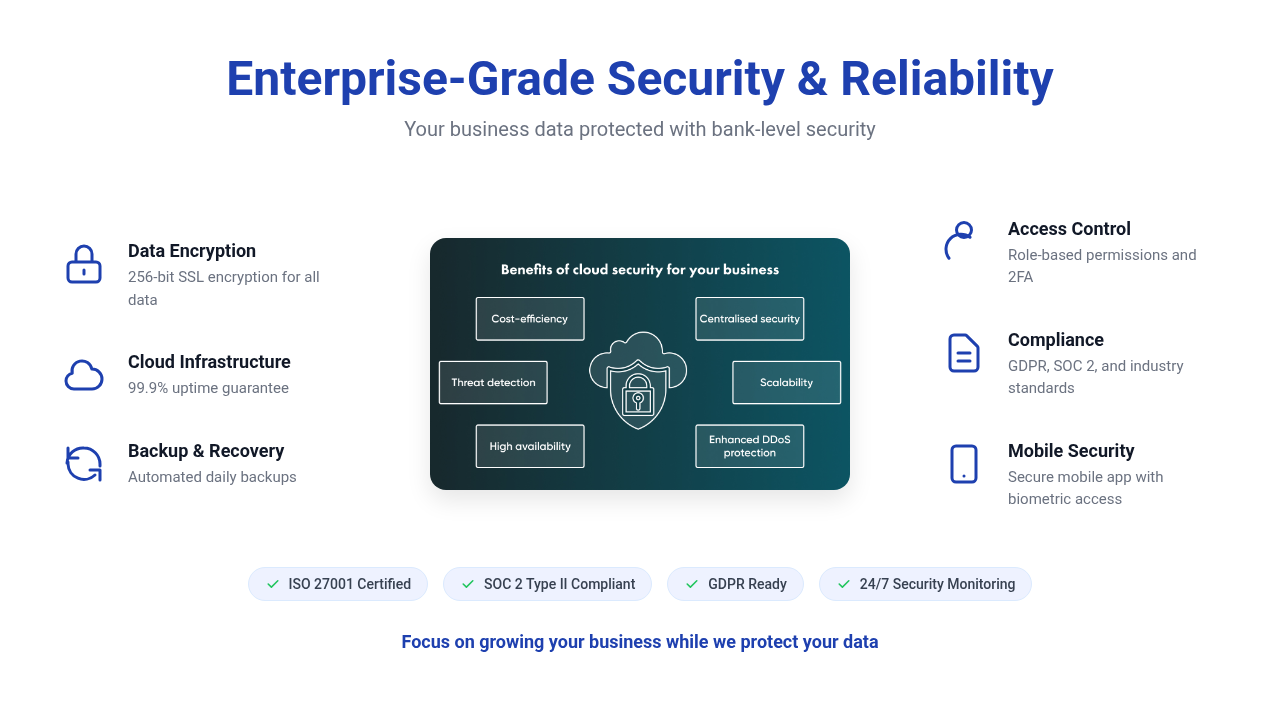 Enterprise-Grade Security & Reliability
Your business data protected with bank-level security
Data Encryption
256-bit SSL encryption for all
data
Cloud Infrastructure
99.9% uptime guarantee
Backup & Recovery
Automated daily backups
Benefits of cloud security for your business
Cost-efficiency
Centralised security
Threat detection
Scalability
High availability
Enhanced DDoS
protection
Access Control
Role-based permissions and
2FA
Compliance
GDPR, SOC 2, and industry
standards
Mobile Security
Secure mobile app with
biometric access
ISO 27001 Certified
SOC 2 Type II Compliant
GDPR Ready
24/7 Security Monitoring
Focus on growing your business while we protect your data